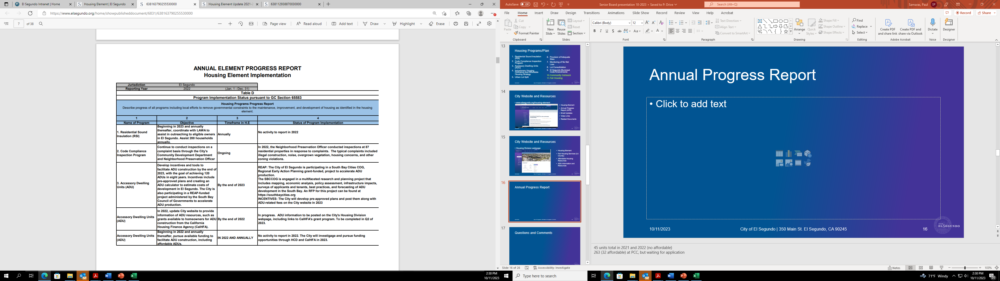 El Segundo Intranet | Home
Housing Element | El Segundo
638163790255530000
Housing Element Update 2021-2
638112938870030000
https://www.elsegundo.org/home/showpublisheddocument/6831/638163790255530000
7 of 38
Page view
Read aloud
Add text
Draw
Highlight
Erase
ANNUAL ELEMENT PROGRESS REPORT
Housing Element Implementation
Jurisdiction El Segundo
Reporting Year 2022 (Jan. 1 - Dec. 31)
Table D
Program Implementation Status pursuant to GC Section 65583
Housing Programs Progress Report
Describe progress of all programs including local efforts to remove governmental constraints to the maintenance, improvement, and development of housing as identified in the housing
element.
1 2 3 4
Name of Program Objective Timeframe in H.E Status of Program Implementation
1. Residential Sound
Insulation (RSI)
Beginning in 2023 and annually
thereafter, coordinate with LAWA to
assist in outreaching to eligible owners
in El Segundo. Assist 200 households
annually.
Annually
No activity to report in 2022
2. Code Compliance
Inspection Program
Continue to conduct inspections on a
complaint basis through the City's
Community Development Department
and Neighborhood Preservation Officer
Ongoing
In 2022, the Neighborhood Preservation Officer conducted inspections at 87
residential properties in response to complaints. The typical complaints included
illegal construction, noise, overgrown vegetation, housing concerns, and other
zoning violations.
3. Accessory Dwelling
Units (ADU)
Develop incentives and tools to
facilitate ADU construction by the end of
2023, with the goal of achieving 120
ADUs in eight years. Incentives include
pre-approved plans and creating an
ADU calculator to estimate costs of
development in El Segundo. The City is
also participating in a REAP-funded
project administered by the South Bay
Council of Governments to accelerate
ADU production.
By the end of 2023
REAP: The City of El Segundo is participating in a South Bay Cities COG,
Regional Early Action Planning grant-funded, project to accelerate ADU
production.
The SBCCOG is engaged in a multifaceted research and planning project that
includes mapping, economic analysis, policy assessment, infrastructure impacts,
surveys of applicants and tenants, best practices, and forecasting of ADU
development in the South Bay. An RFP for this project can be found at
https://southbaycities.org
INCENTIVES: The City will develop pre-approved plans and post them along with
ADU-related fees on the City website in 2023
Accessory Dwelling Units
(ADU)
In 2022, update City website to provide
information of ADU resources, such as
grants available to homeowners for ADU
construction from the California
Housing Finance Agency (CalHFA).
By the end of 2022
In progress. ADU information to be posted on the City's Housing Division
webpage, including links to CalHFA's grant program. To be completed in Q2 of
2023.
Accessory Dwelling Units
(ADU)
Beginning in 2022 and annually
thereafter, pursue available funding to
facilitate ADU construction, including
affordable ADUs.
IN 2022 AND ANNUALLY
No activity to report in 2022. The City will investigage and pursue funding
opportunities through HCD and CalHFA in 2023.
2:30 PM
10/11/2023
AutoSave Off
Senior Board presentation 10-2023 • Saved to P: Drive
Search (Alt+Q)
Samaras, Paul SP
File Home Insert Draw Design Transitions Animations Slide Show Record Review View Help Acrobat
Record Share
Paste
Cut
Copy
Format Painter
Clipboard
New
Slide
Reuse
Slides
Layout
Reset
Section
Slides
Calibri (Body) 12
Font
Text Direction
Align Text
Convert to SmartArt
Paragraph
Arrange
Quick
Styles
Shape Fill
Shape Outline
Shape Effects
Drawing
Find
Replace
Select
Editing
Create PDF
and share link
Create PDF and
share via Outlook
Adobe Acrobat
Dictate
Voice
Designer
Designer
13
Housing Programs/Plan
1. Residential Sound Insulation
(RSI)
2. Code Compliance Inspection
Program
3. Accessory Dwelling Units
(ADU)
4. Inclusionary Housing
Ordinance and Affordable
Housing Strategy
5. Urban Lot Split
6. Provision of Adequate
Sites
7. Monitoring of No Net
Loss
8. Lot Consolidation
9. El Segundo Municipal
Code Amendments
10. Community Outreach
11. Fair Housing
14
City Website and Resources
• www.elsegundo.org/housing-element
• Housing Element
• Annual Progress
Report (APR)
• Email Updates
• Video Links
• Related Documents
15
City Website and Resources
• Housing Division webpage
• Housing Element
• Fair Housing Services (LA
County)
• Affordable Housing
Resources
• ADU Information and
Resources
16
Annual Progress Report
17
Questions and Comments
Annual Progress Report
• Click to add text
10/11/2023
City of El Segundo | 350 Main St. El Segundo, CA 90245
16
ELSEGUNDO
45 units total in 2021 and 2022 (no affordable)
263 (32 affordable) at PCC, but waiting for application
Slide 16 of 26
Accessibility: Investigate
Notes
103%
Type here to search
71°F Windy
2:30 PM
10/11/2023
20